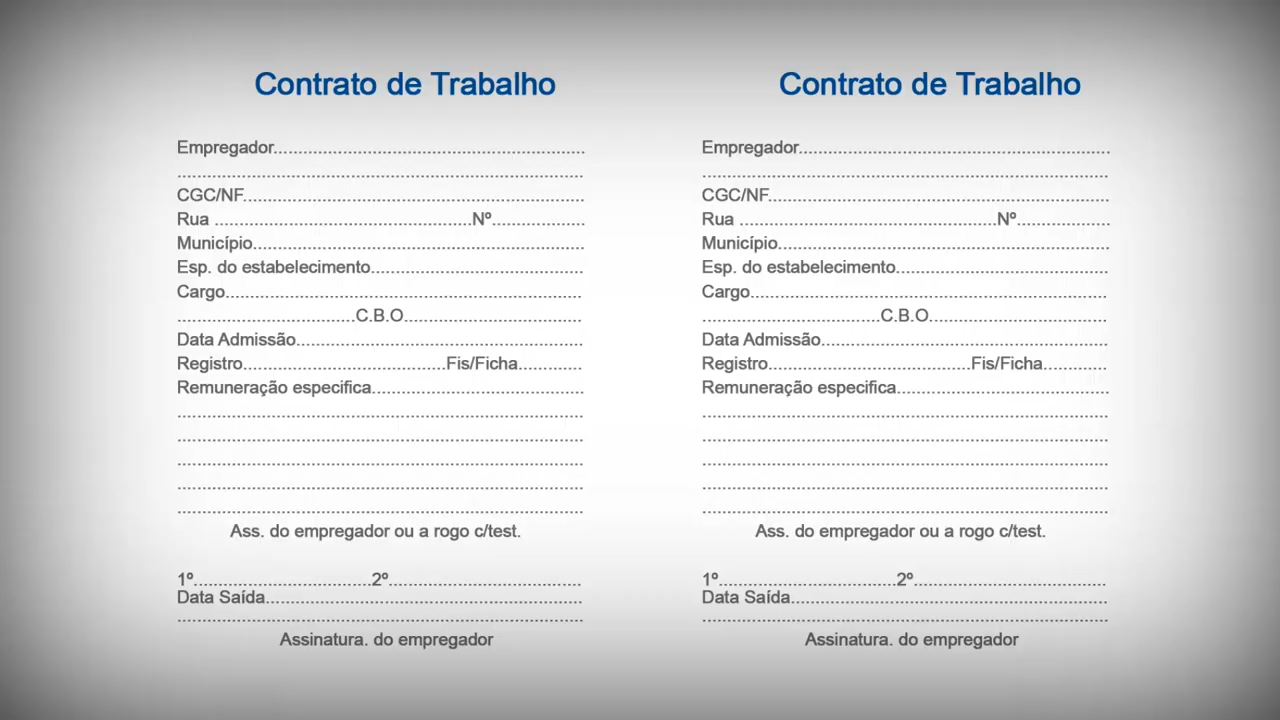 Contrato de Trabalho
Empregador
CGC/NF
Rua Nº
Município
Esp. do estabelecimento
Cargo
C.B.O
Data Admissão
Registro Fis/Ficha
Remuneração especifica
Ass. do empregador ou a rogo c/test.
1º 2º
Data Saída
Assinatura. do empregador
Contrato de Trabalho
Empregador
CGC/NF
Rua Nº
Município
Esp. do estabelecimento
Cargo
C.B.O
Data Admissão
Registro Fis/Ficha
Remuneração especifica
Ass. do empregador ou a rogo c/test.
1º 2º
Data Saída
Assinatura. do empregador